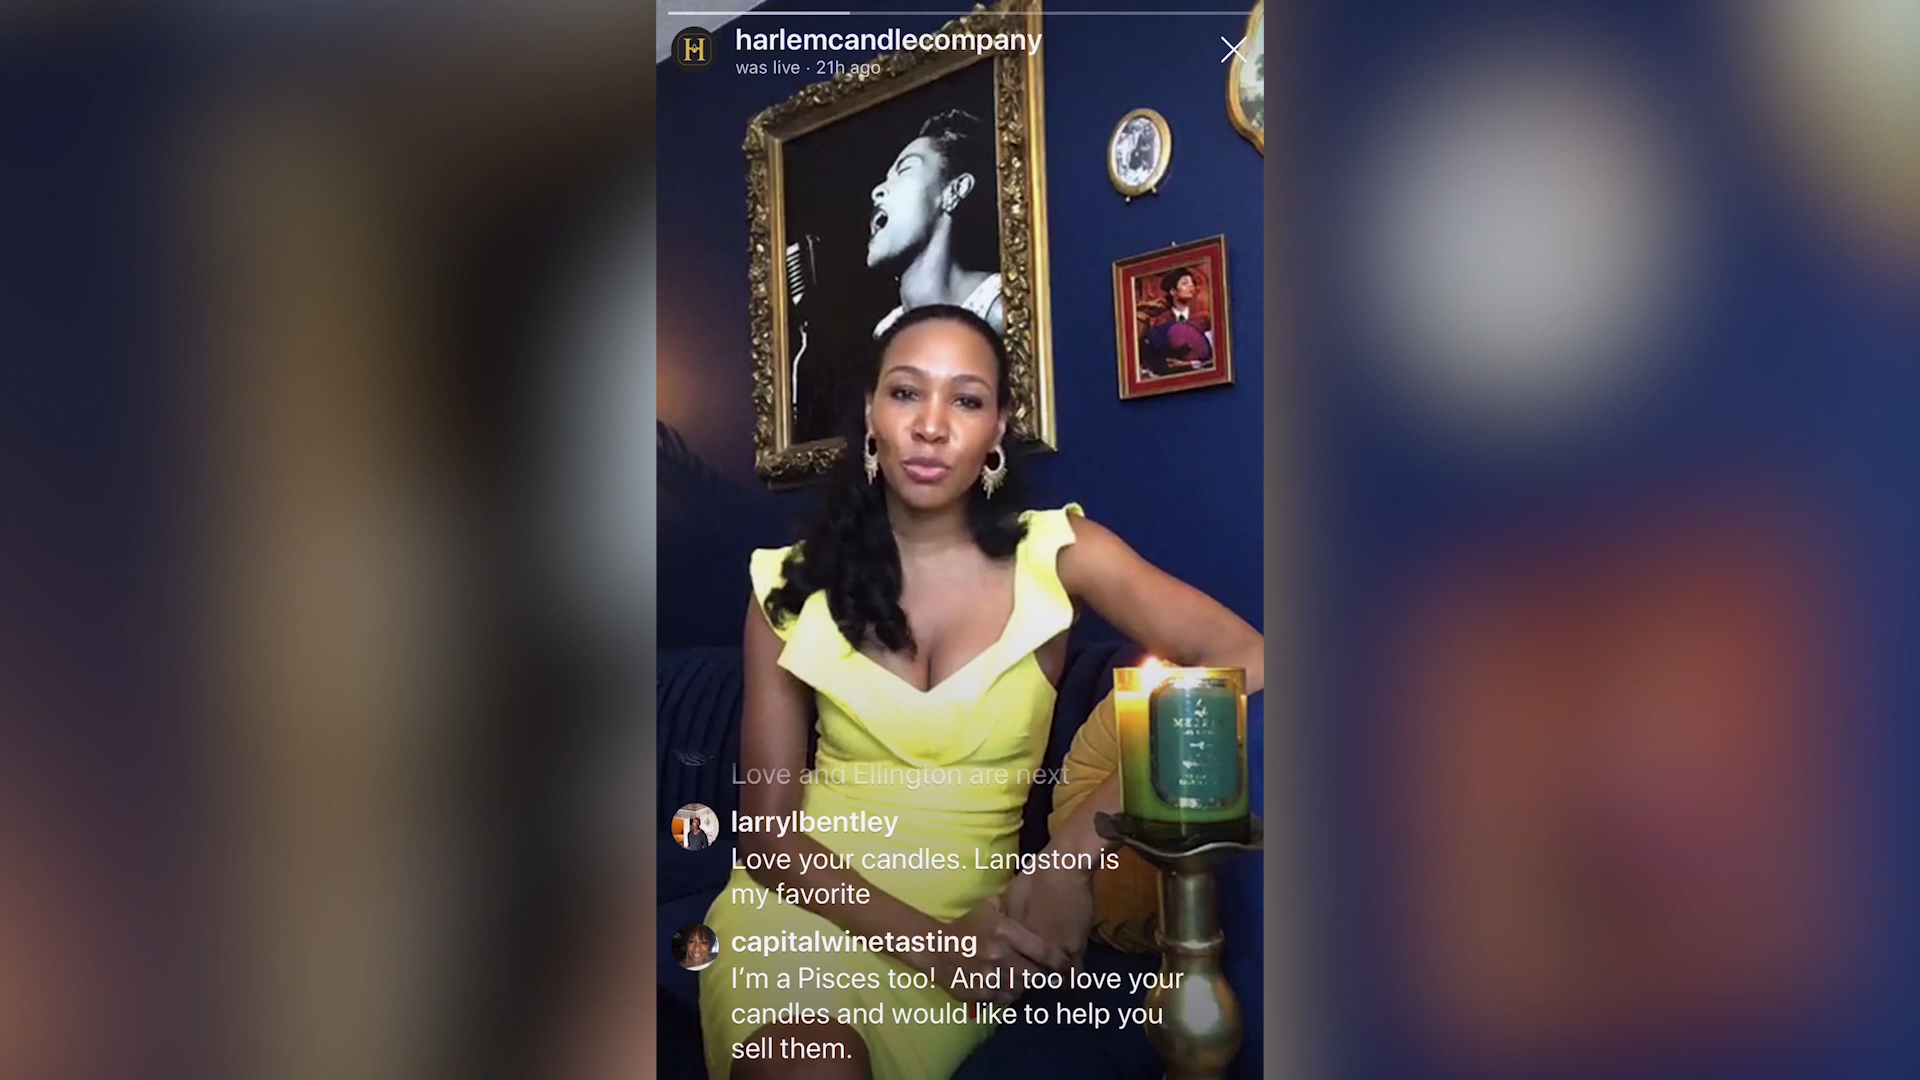 H
harlemcandlecompany
was live · 21h ago
Love and Ellington are next
larrylbentley
Love your candles. Langston is
my favorite
capitalwinetasting
I'm a Pisces too!  And I too love your
candles and would like to help you
sell them.